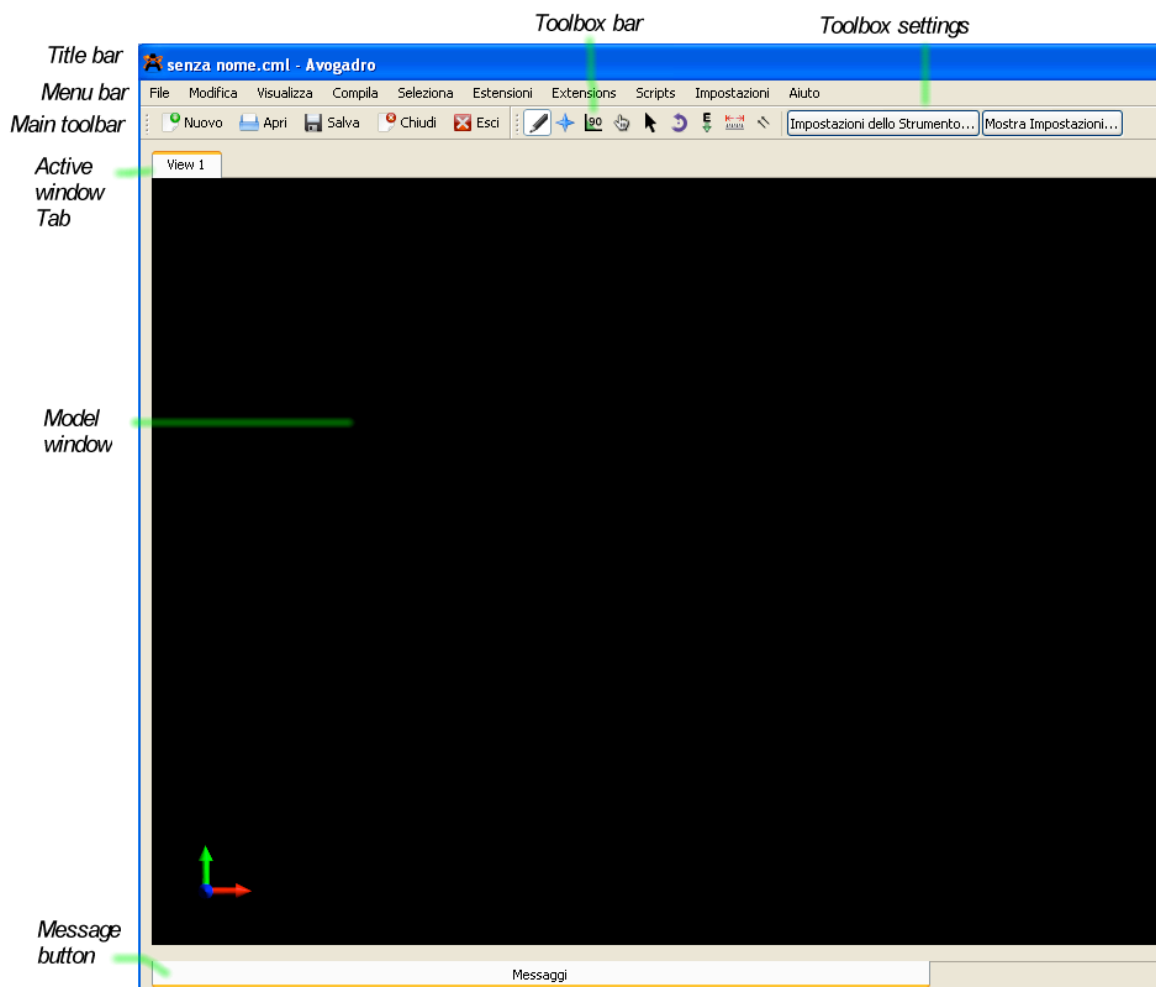 Toolbox bar
Toolbox settings
Title bar
senza nome.cml - Avogadro
Menu bar
File Modifica Visualizza Compila Seleziona Estensioni Extensions Scripts Impostazioni Aiuto
Main toolbar
Nuovo Apri Salva Chiudi Esci 90 E Impostazioni dello Strumento... Mostra Impostazioni...
Active
window
Tab
View 1
Model
window
Message
button
Messaggi